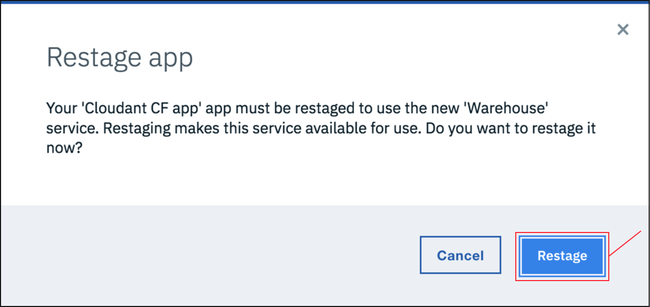 Restage app
Your 'Cloudant CF app' app must be restaged to use the new 'Warehouse'
service. Restaging makes this service available for use. Do you want to restage it
now?
Cancel
Restage